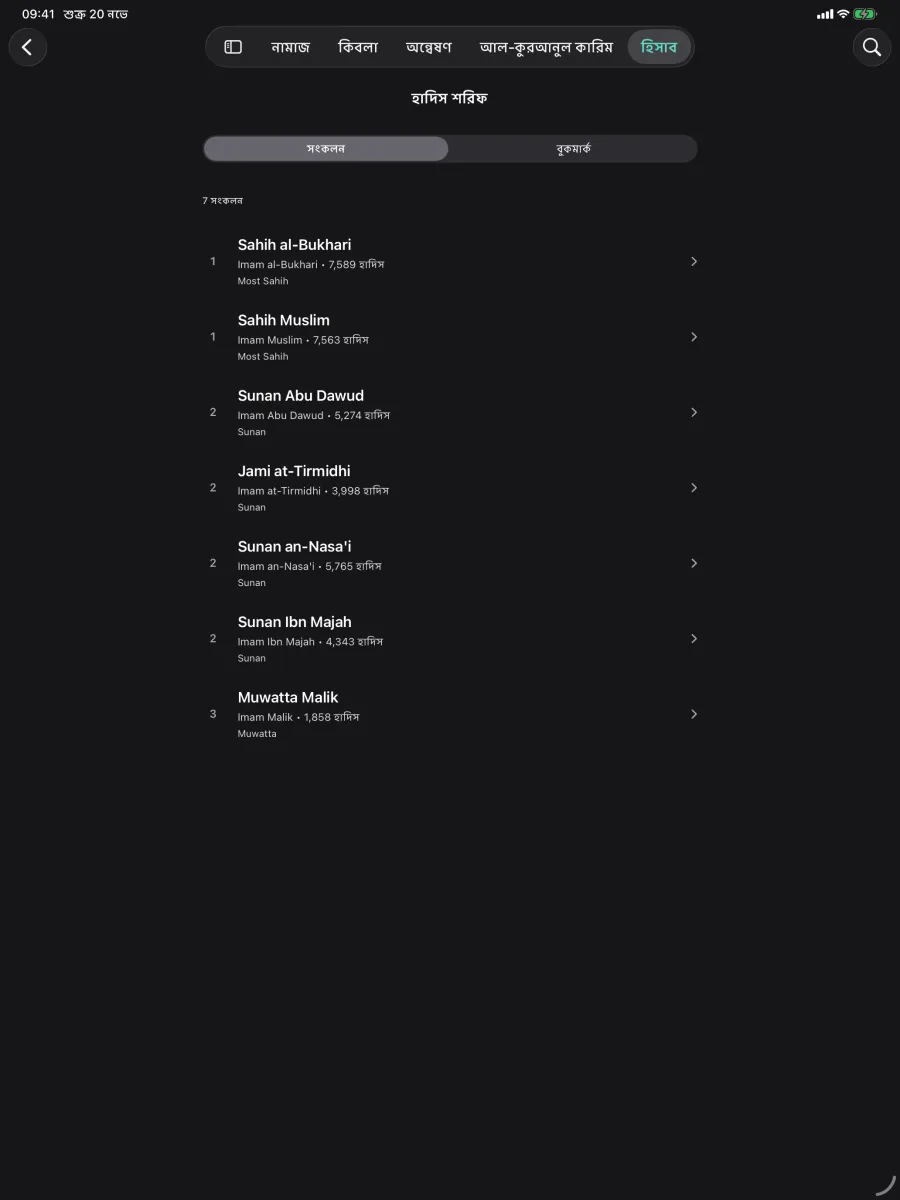 09:41 শুক্র 20 নভে
নামাজ কিবলা অন্বেষণ আল-কুরআনুল কারিম হিসাব
হাদিস শরিফ
সংকলন বুকমার্ক
7 সংকলন
Sahih al-Bukhari
1 Imam al-Bukhari • 7,589 হাদিস
Most Sahih
Sahih Muslim
1 Imam Muslim • 7,563 হাদিস
Most Sahih
Sunan Abu Dawud
2 Imam Abu Dawud • 5,274 হাদিস
Sunan
Jami at-Tirmidhi
2 Imam at-Tirmidhi • 3,998 হাদিস
Sunan
Sunan an-Nasa'i
2 Imam an-Nasa'i • 5,765 হাদিস
Sunan
Sunan Ibn Majah
2 Imam Ibn Majah • 4,343 হাদিস
Sunan
Muwatta Malik
3 Imam Malik • 1,858 হাদিস
Muwatta